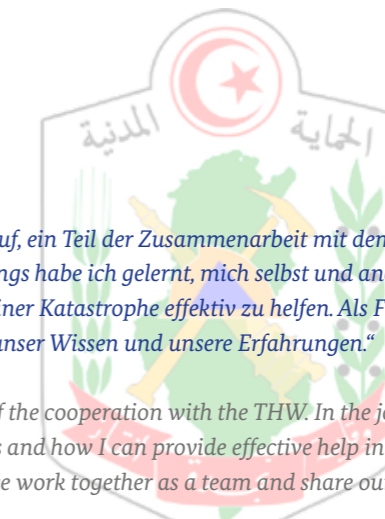 الحماية المدنية
uf, ein Teil der Zusammenarbeit mit den
ngs habe ich gelernt, mich selbst und an
iner Katastrophe effektiv zu helfen. Als F
unser Wissen und unsere Erfahrungen.“
of the cooperation with the THW. In the jo
s and how I can provide effective help in
e work together as a team and share ou